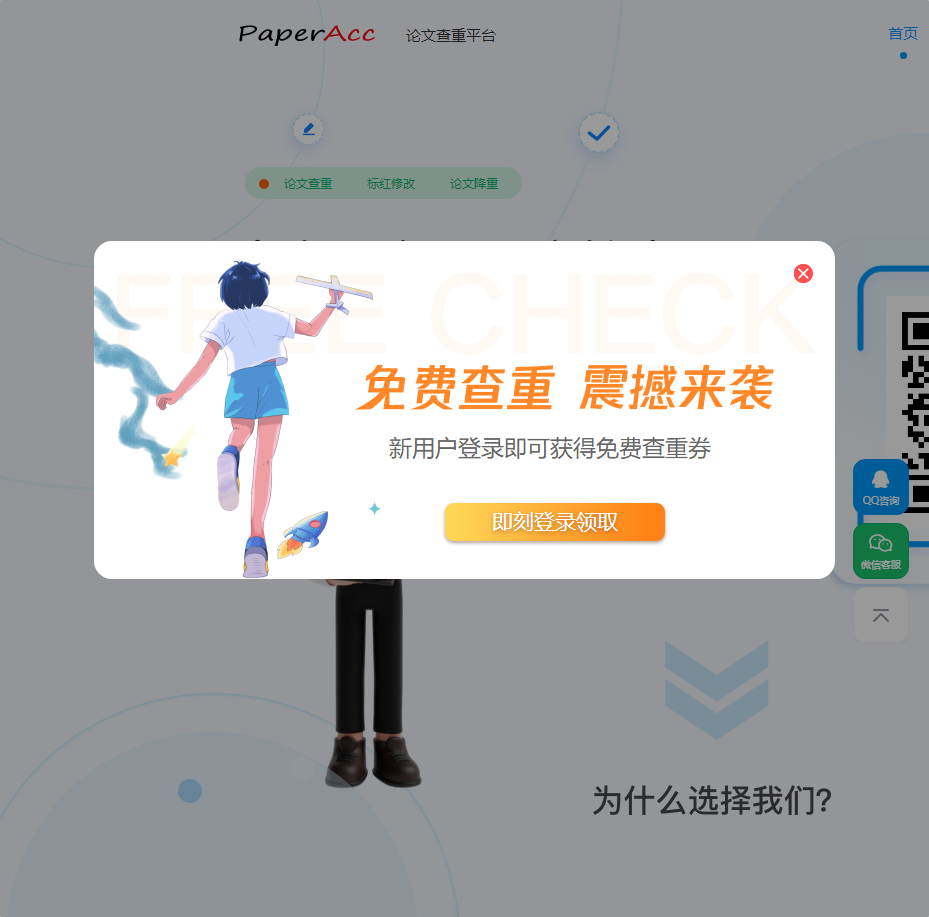 PaperAcc 论文查重平台 首页
论文查重 标红修改 论文降重
FREE CHECK
免费查重 震撼来袭
新用户登录即可获得免费查重券
即刻登录领取
QQ咨询
微信客服
为什么选择我们?